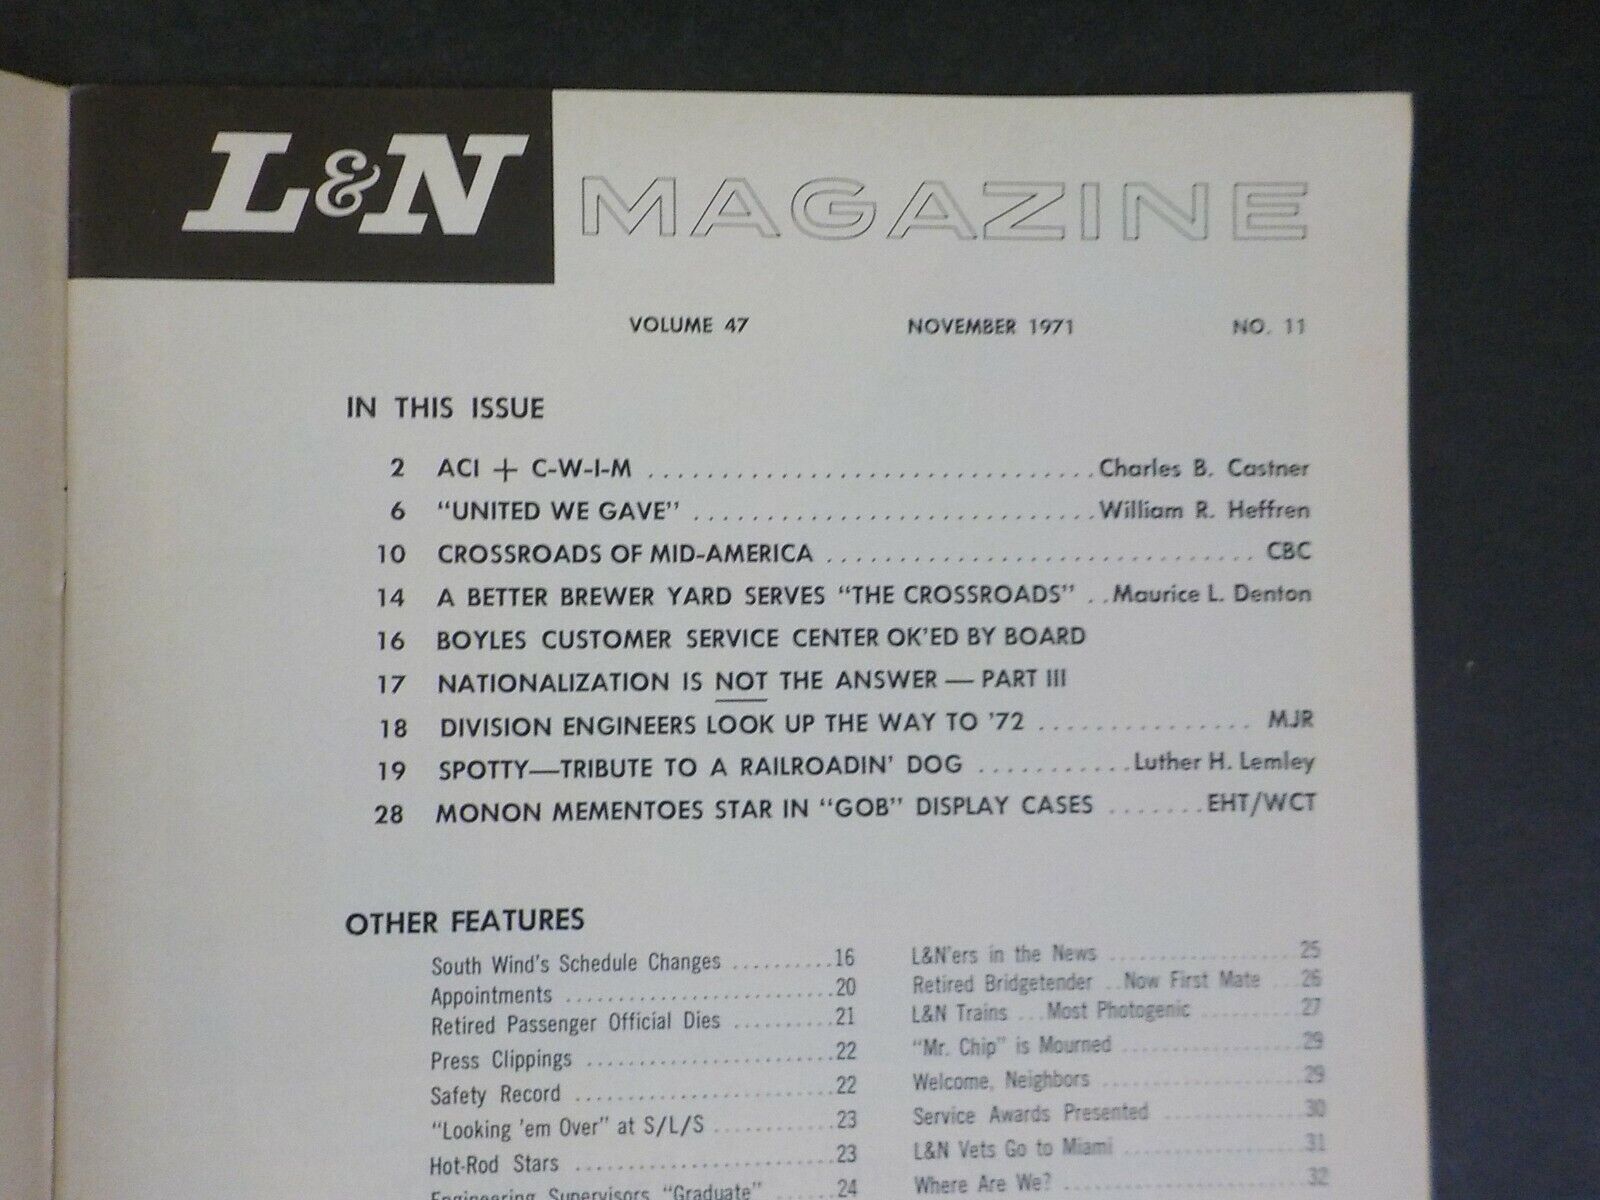 L&N MAGAZINE
VOLUME 47 NOVEMBER 1971 NO. 11
IN THIS ISSUE
2 ACI + C-W-I-M ................................ Charles B. Castner
6 "UNITED WE GAVE" ............................. William R. Heffren
10 CROSSROADS OF MID-AMERICA ............................... CBC
14 A BETTER BREWER YARD SERVES "THE CROSSROADS" .. Maurice L. Denton
16 BOYLES CUSTOMER SERVICE CENTER OK'ED BY BOARD
17 NATIONALIZATION IS NOT THE ANSWER — PART III
18 DIVISION ENGINEERS LOOK UP THE WAY TO '72 ............... MJR
19 SPOTTY—TRIBUTE TO A RAILROADIN' DOG ........... Luther H. Lemley
28 MONON MEMENTOES STAR IN "GOB" DISPLAY CASES ....... EHT/WCT
OTHER FEATURES
South Wind's Schedule Changes .......... 16
Appointments .......................... 20
Retired Passenger Official Dies .......... 21
Press Clippings ........................ 22
Safety Record ......................... 22
"Looking 'em Over" at S/L/S ............ 23
Hot-Rod Stars ......................... 23
Engineering Supervisors "Graduate" ....... 24
L&N'ers in the News .................... 25
Retired Bridgetender .. Now First Mate ... 26
L&N Trains ... Most Photogenic .......... 27
"Mr. Chip" is Mourned .................. 29
Welcome, Neighbors .................... 29
Service Awards Presented ............... 30
L&N Vets Go to Miami .................. 31
Where Are We? ........................ 32